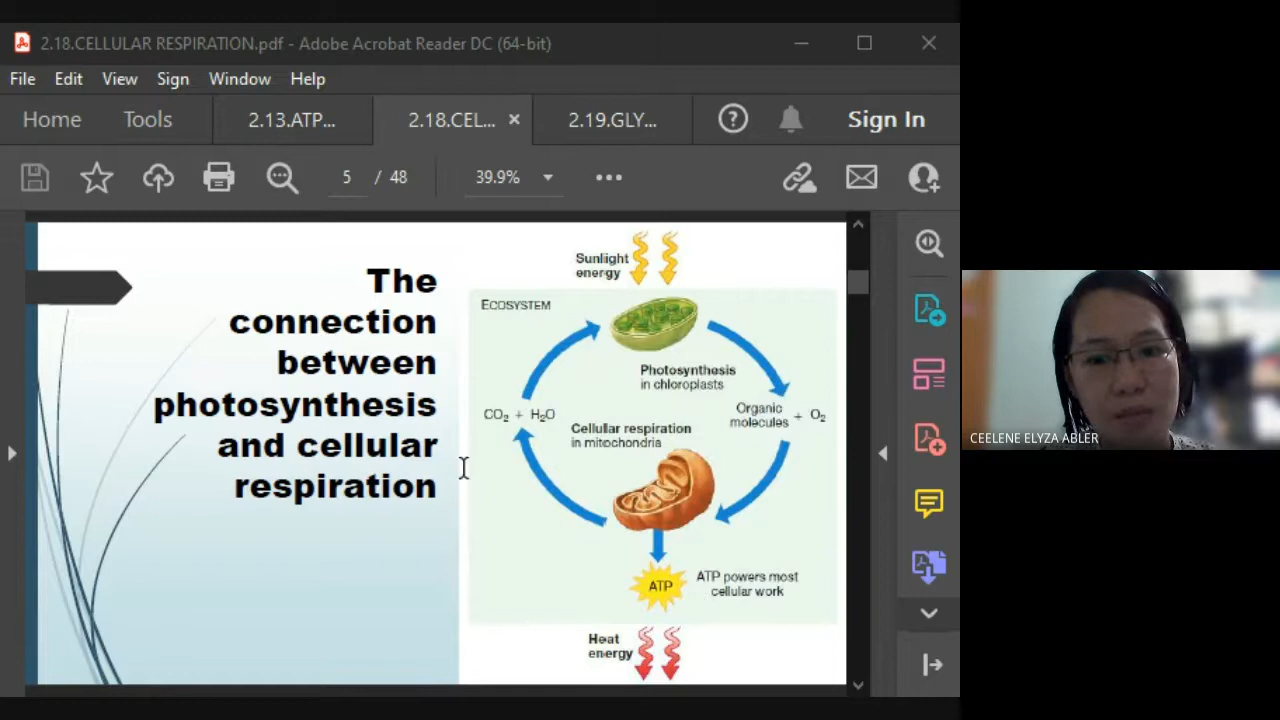 2.18.CELLULAR RESPIRATION.pdf - Adobe Acrobat Reader DC (64-bit)
File Edit View Sign Window Help
Home Tools 2.13.ATP... 2.18.CEL... 2.19.GLY... Sign In
5 / 48 39.9%
The
connection
between
photosynthesis
and cellular
respiration
Sunlight
energy
ECOSYSTEM
Photosynthesis
in chloroplasts
CO₂ + H₂O
Organic
molecules + O₂
Cellular respiration
in mitochondria
ATP
ATP powers most
cellular work
Heat
energy
CEELENE ELYZA ABLER